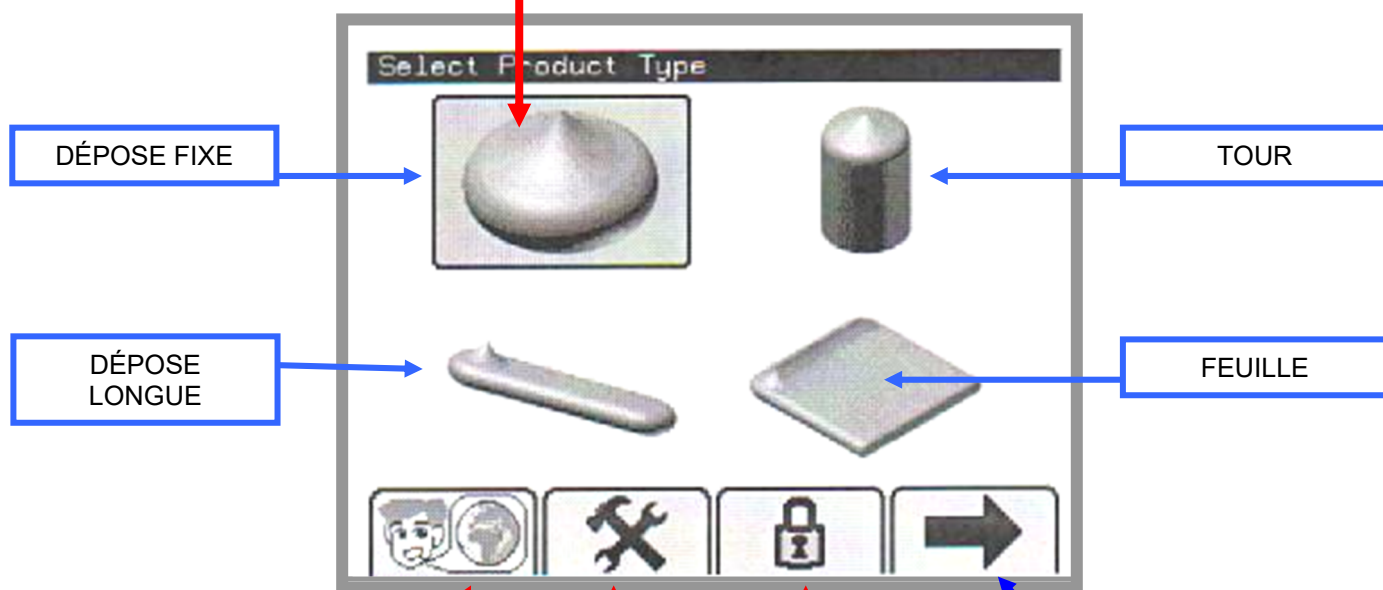 Select Product Type
DÉPOSE FIXE
TOUR
DÉPOSE
LONGUE
FEUILLE